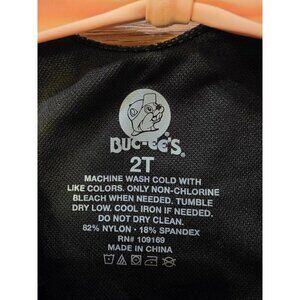 BUC-EE'S®
2T
MACHINE WASH COLD WITH
LIKE COLORS. ONLY NON-CHLORINE
BLEACH WHEN NEEDED. TUMBLE
DRY LOW. COOL IRON IF NEEDED.
DO NOT DRY CLEAN.
82% NYLON • 18% SPANDEX
RN# 109169
MADE IN CHINA